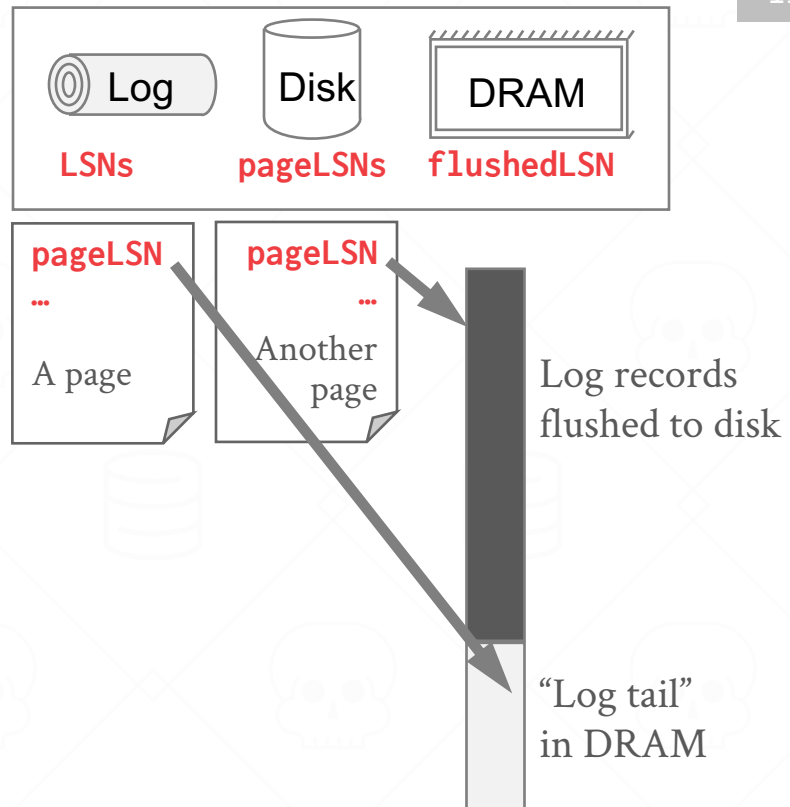 Log
Disk
DRAM
LSNs
pageLSNs
flushedLSN
pageLSN
…
A page
pageLSN
…
Another
page
Log records
flushed to disk
“Log tail”
in DRAM